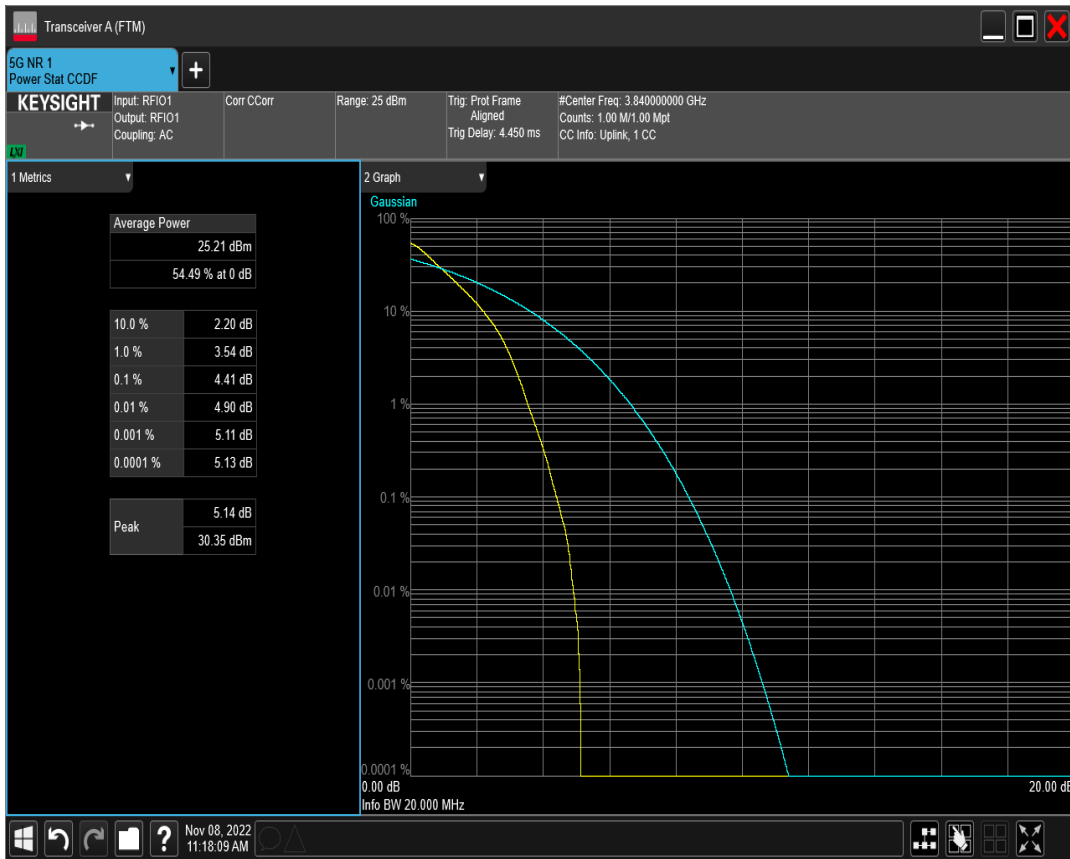 Transceiver A (FTM)
5G NR 1
Power Stat CCDF
+
KEYSIGHT
LXI
Input: RFIO1
Output: RFIO1
Coupling: AC
Corr CCorr
Range: 25 dBm
Trig: Prot Frame
Aligned
Trig Delay: 4.450 ms
#Center Freq: 3.840000000 GHz
Counts: 1.00 M/1.00 Mpt
CC Info: Uplink, 1 CC
1 Metrics
Average Power
25.21 dBm
54.49 % at 0 dB
10.0 % 2.20 dB
1.0 % 3.54 dB
0.1 % 4.41 dB
0.01 % 4.90 dB
0.001 % 5.11 dB
0.0001 % 5.13 dB
Peak 5.14 dB
30.35 dBm
2 Graph
Gaussian
100 %
10 %
1 %
0.1 %
0.01 %
0.001 %
0.0001 %
0.00 dB 20.00 dB
Info BW 20.000 MHz
?
Nov 08, 2022
11:18:09 AM